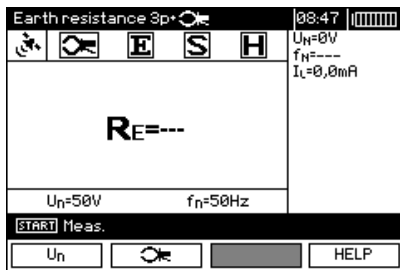 Earth resistance 3p+
08:47
E S H
UN=0V
fN=---
IL=0,0mA
RE=---
Un=50V fn=50Hz
START Meas.
Un HELP